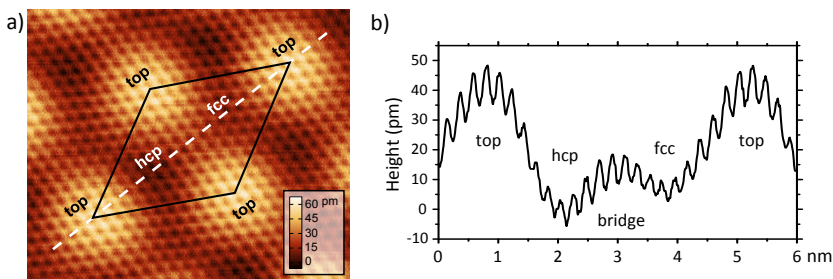 a)
top
top
fcc
hcp
top
top
60 pm
45
30
15
0
b)
Height (pm)
50
40
30
20
10
0
-10
top
hcp
fcc
top
bridge
0
1
2
3
4
5
6
nm